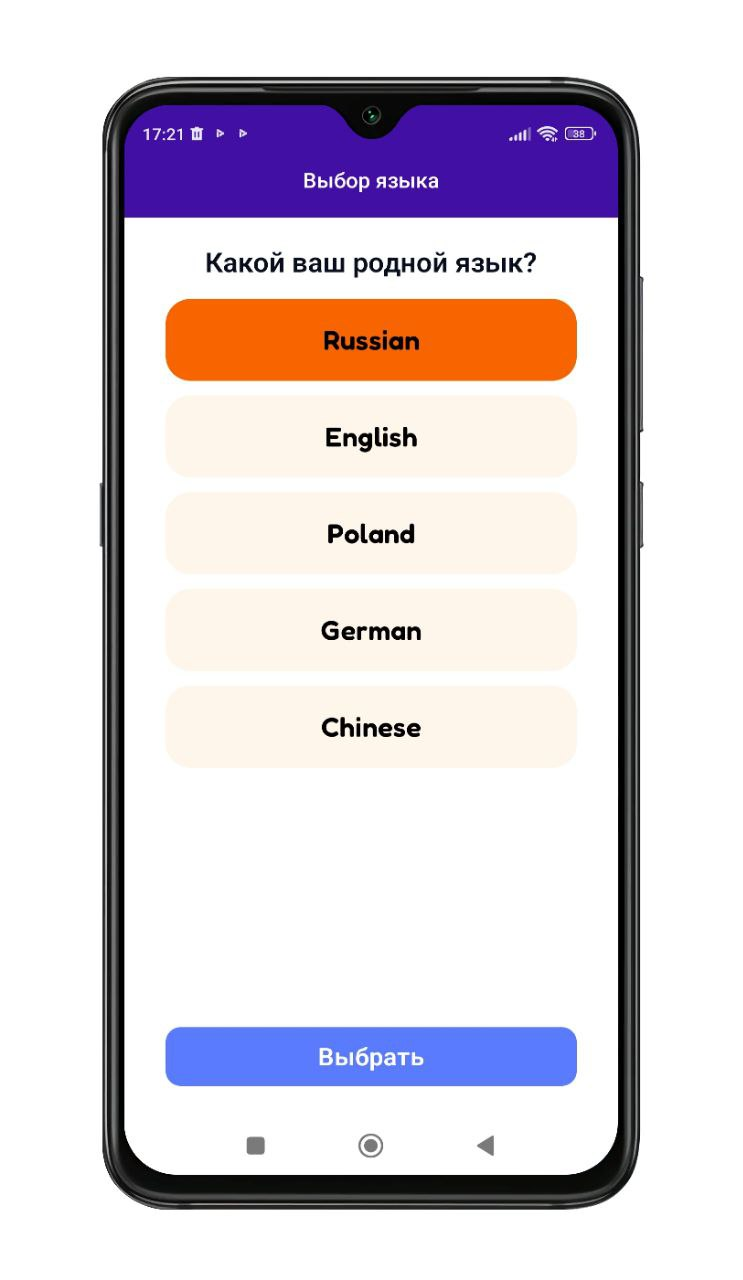 17:21
38
Выбор языка
Какой ваш родной язык?
Russian
English
Poland
German
Chinese
Выбрать